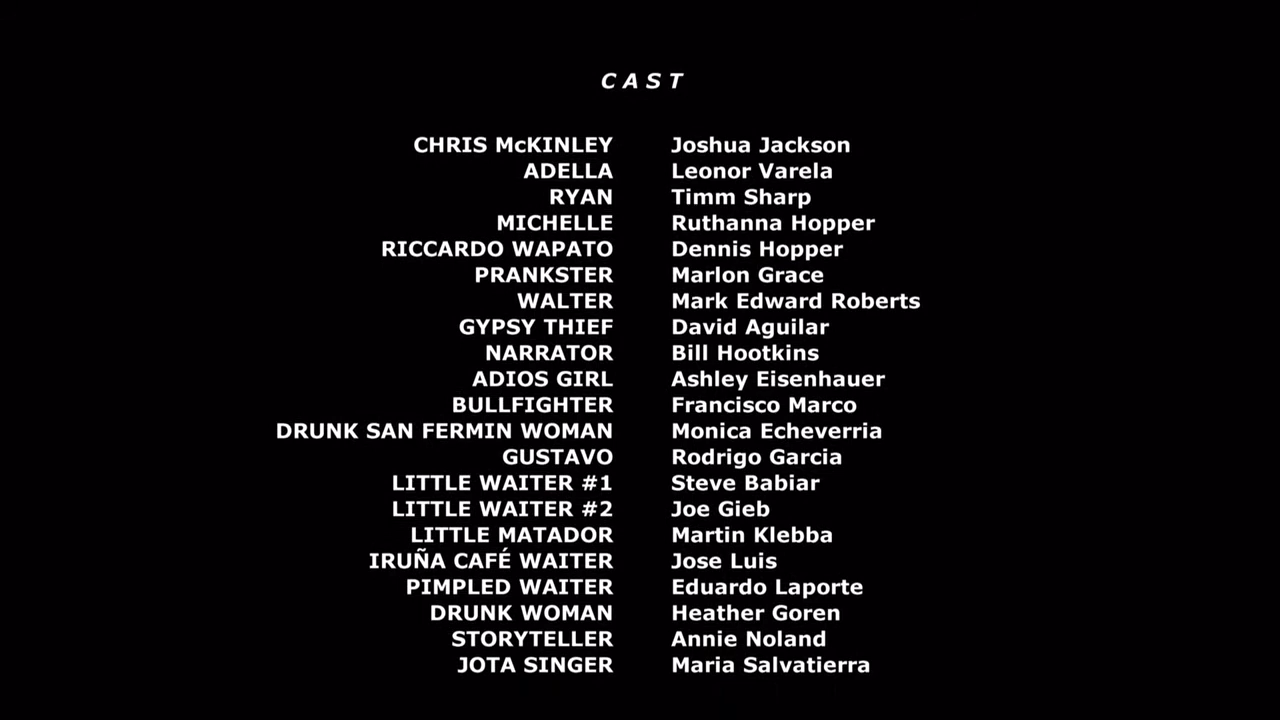 CAST
CHRIS McKINLEY Joshua Jackson
ADELLA Leonor Varela
RYAN Timm Sharp
MICHELLE Ruthanna Hopper
RICCARDO WAPATO Dennis Hopper
PRANKSTER Marlon Grace
WALTER Mark Edward Roberts
GYPSY THIEF David Aguilar
NARRATOR Bill Hootkins
ADIOS GIRL Ashley Eisenhauer
BULLFIGHTER Francisco Marco
DRUNK SAN FERMIN WOMAN Monica Echeverria
GUSTAVO Rodrigo Garcia
LITTLE WAITER #1 Steve Babiar
LITTLE WAITER #2 Joe Gieb
LITTLE MATADOR Martin Klebba
IRUÑA CAFÉ WAITER Jose Luis
PIMPLED WAITER Eduardo Laporte
DRUNK WOMAN Heather Goren
STORYTELLER Annie Noland
JOTA SINGER Maria Salvatierra